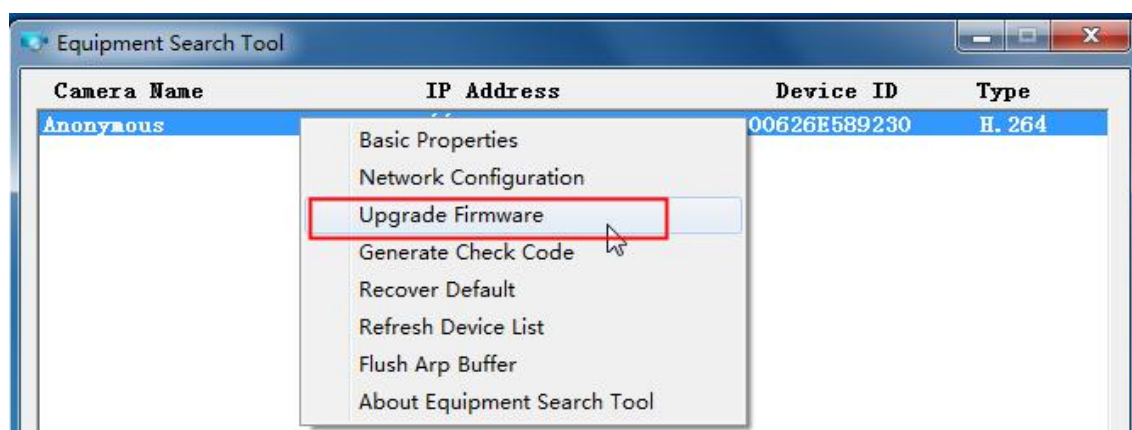 Equipment Search Tool
Camera Name IP Address Device ID Type
Anonymous 00626E589230 H.264
Basic Properties
Network Configuration
Upgrade Firmware
Generate Check Code
Recover Default
Refresh Device List
Flush Arp Buffer
About Equipment Search Tool